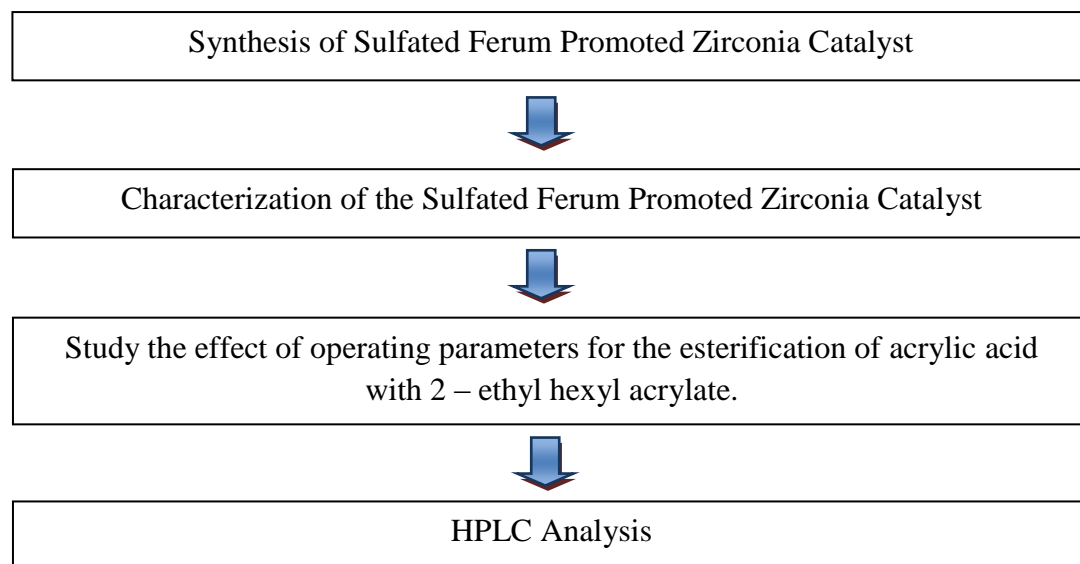 Synthesis of Sulfated Ferum Promoted Zirconia Catalyst
Characterization of the Sulfated Ferum Promoted Zirconia Catalyst
Study the effect of operating parameters for the esterification of acrylic acid
with 2 – ethyl hexyl acrylate.
HPLC Analysis